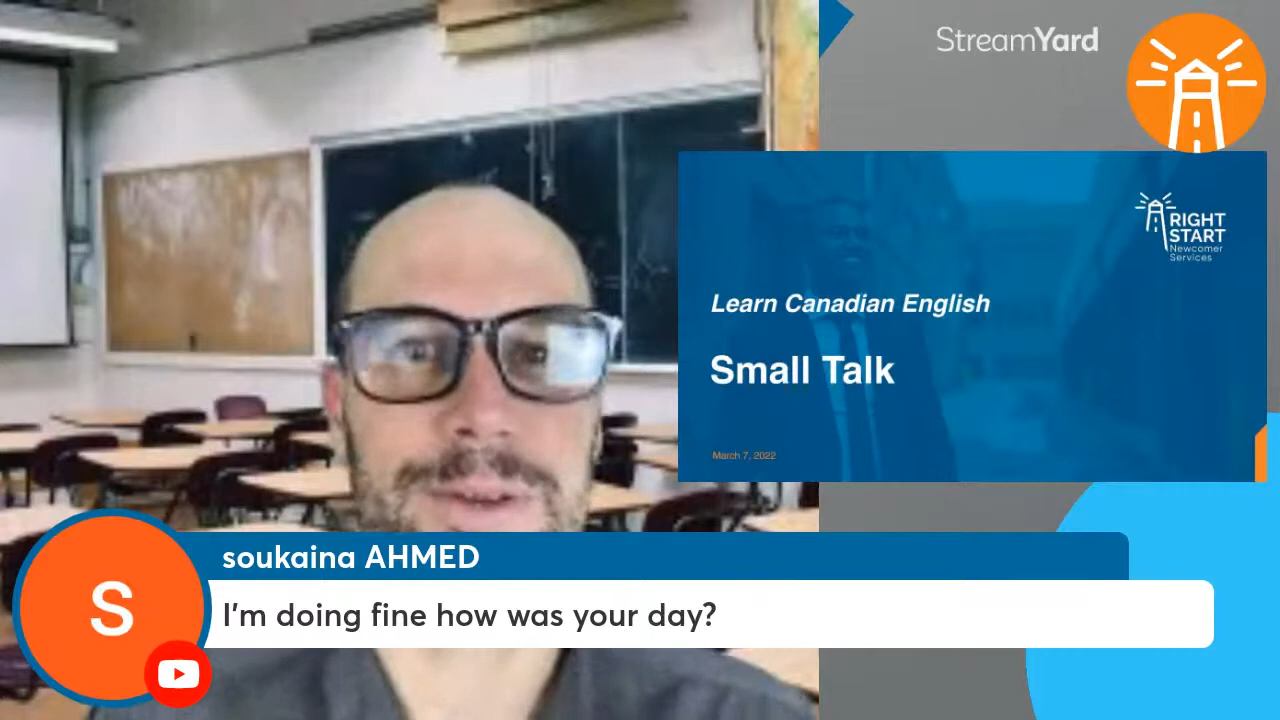 StreamYard
RIGHT
START
Newcomer
Services
Learn Canadian English
Small Talk
March 7, 2022
S
soukaina AHMED
I'm doing fine how was your day?